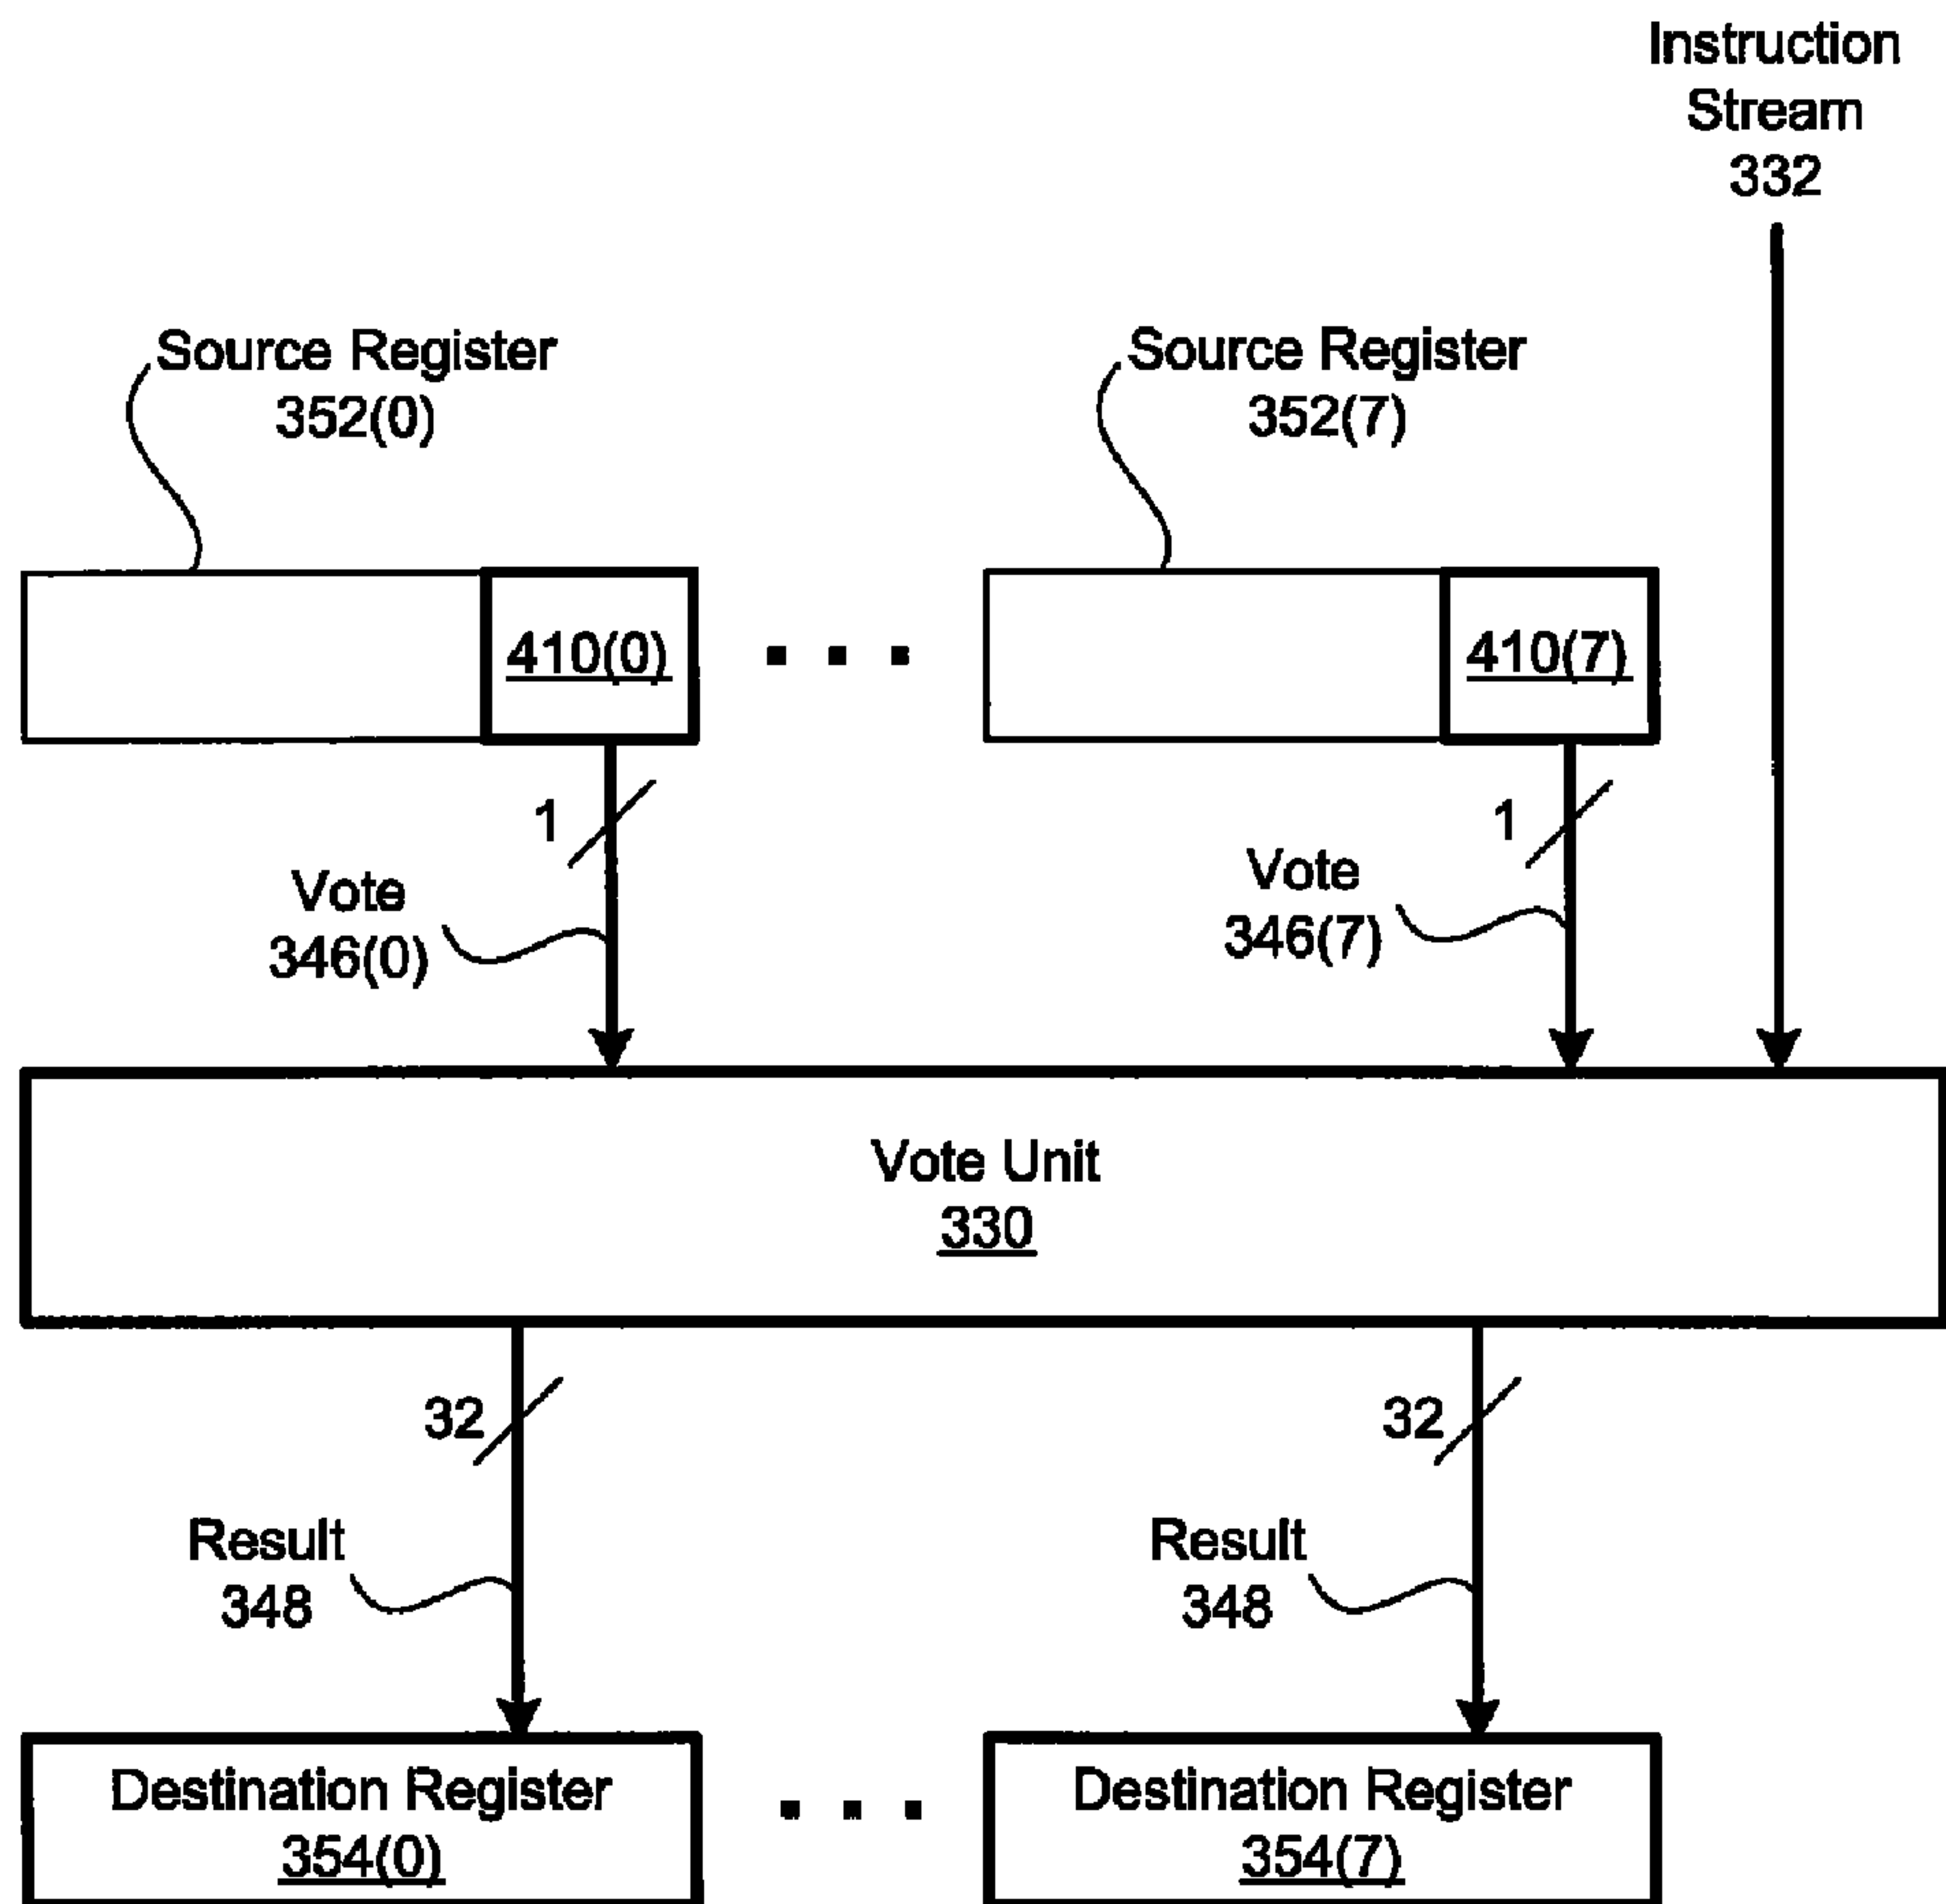 Instruction
Stream
332
Source Register
352(0)
Source Register
352(7)
410(0)
410(7)
1
1
Vote
346(0)
Vote
346(7)
Vote Unit
330
32
32
Result
348
Result
348
Destination Register
354(0)
Destination Register
354(7)